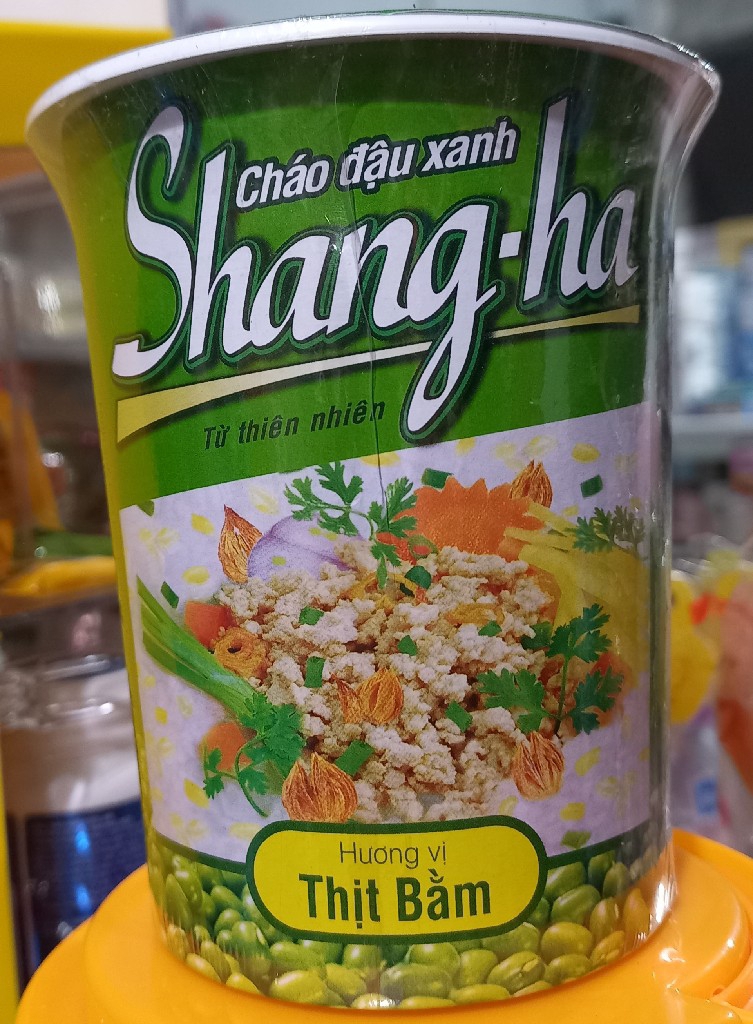 Cháo đậu xanh
Shang-ha
Từ thiên nhiên
Hương vị
Thịt Bằm